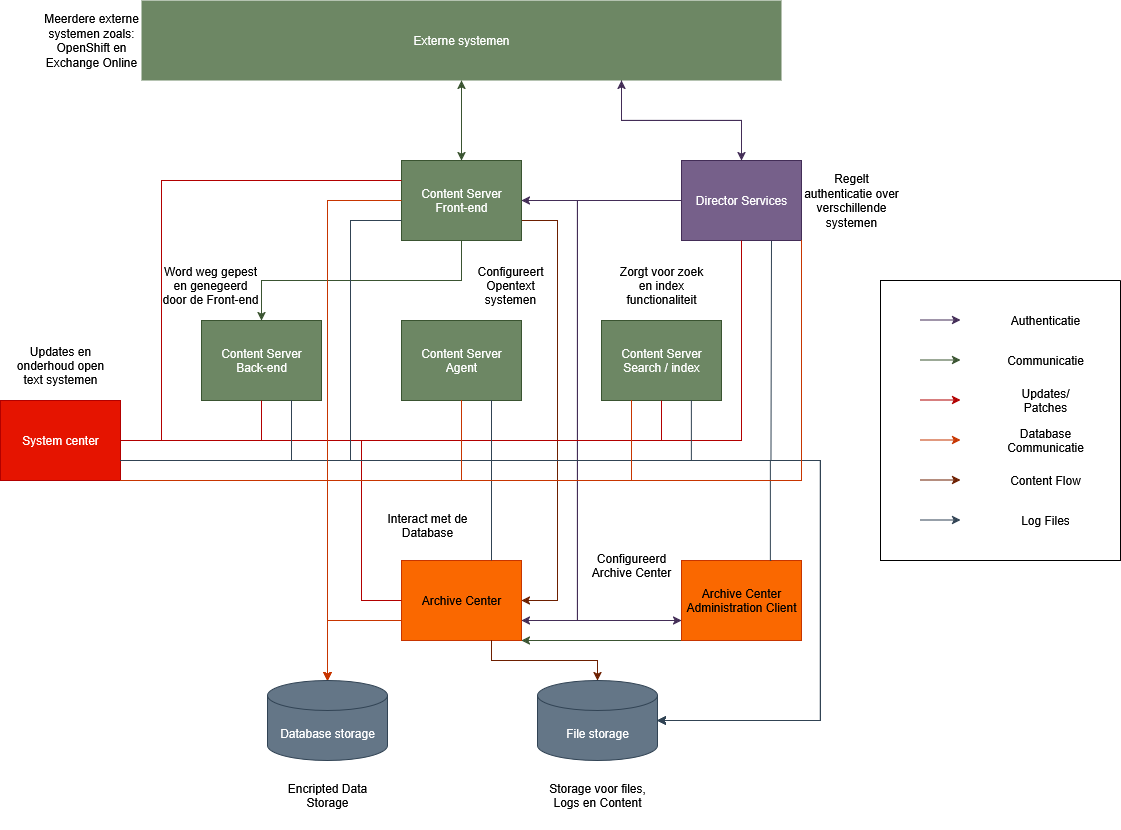 Meerdere externe
systemen zoals:
OpenShift en
Exchange Online
Externe systemen
Content Server
Front-end
Director Services
Regelt
authenticatie over
verschillende
systemen
Word weg gepest
en genegeerd
door de Front-end
Configureert
Opentext
systemen
Zorgt voor zoek
en index
functionaliteit
Content Server
Back-end
Content Server
Agent
Content Server
Search / index
Updates en
onderhoud open
text systemen
System center
Authenticatie
Communicatie
Updates/
Patches
Database
Communicatie
Content Flow
Log Files
Interact met de
Database
Configureerd
Archive Center
Archive Center
Archive Center
Administration Client
Database storage
File storage
Encripted Data
Storage
Storage voor files,
Logs en Content